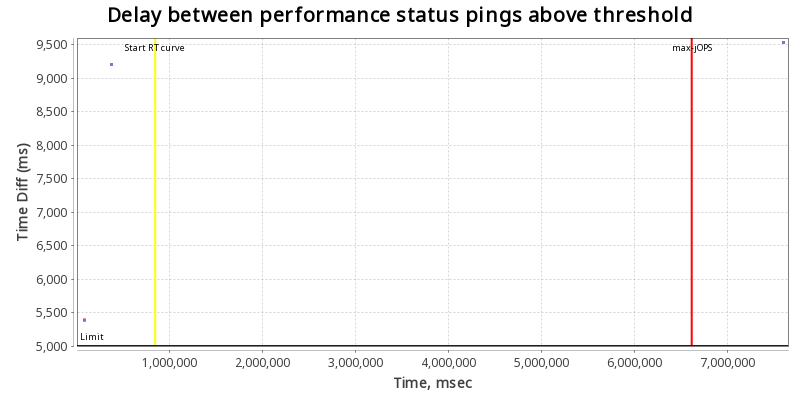 Delay between performance status pings above threshold
9,500
9,000
8,500
8,000
7,500
7,000
6,500
6,000
5,500
5,000
Time Diff (ms)
Start RT curve
max-jOPS
Limit
1,000,000 2,000,000 3,000,000 4,000,000 5,000,000 6,000,000 7,000,000
Time, msec